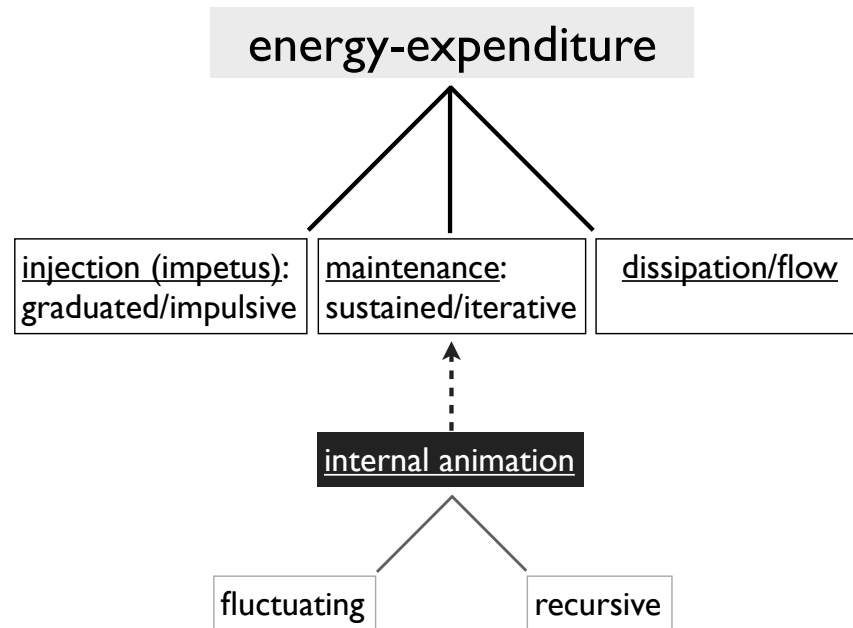 energy-expenditure
injection (impetus):
graduated/impulsive
maintenance:
sustained/iterative
dissipation/flow
internal animation
fluctuating
recursive